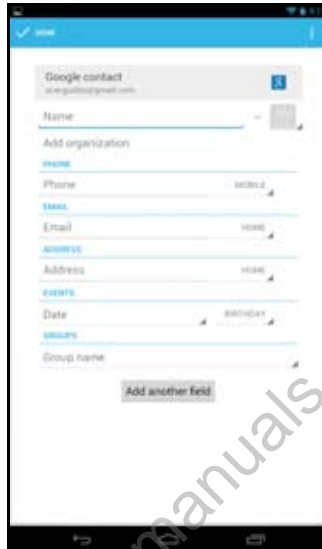 DONE
Google contact
Name
Add organization
PHONE
Phone MOBILE
EMAIL
Email HOME
ADDRESS
Address HOME
EVENTS
Date BIRTHDAY
GROUPS
Group name
Add another field
manuals